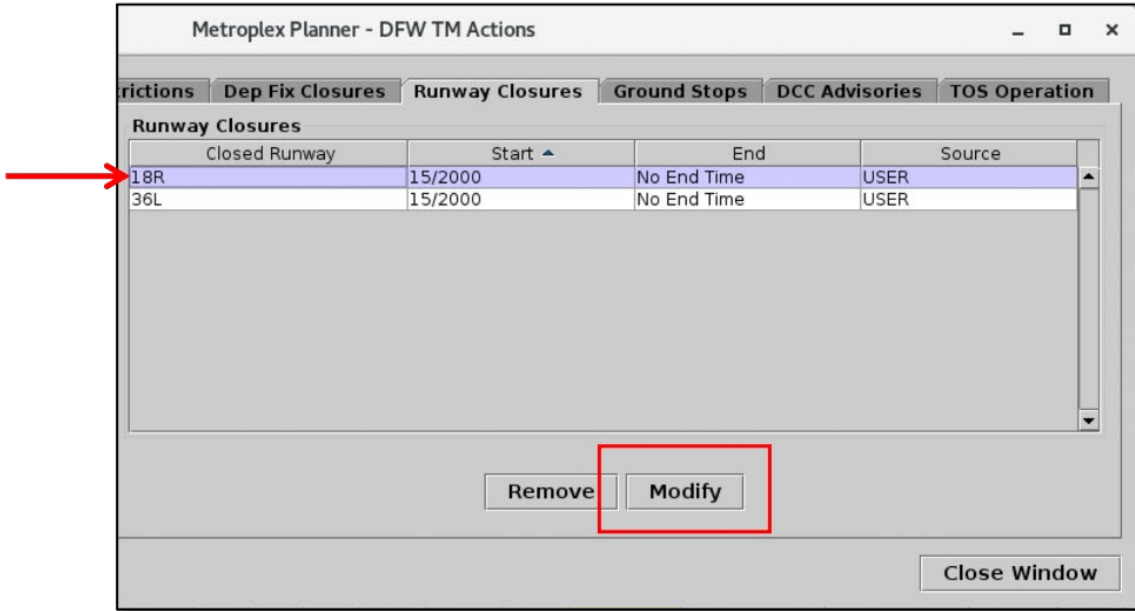 Metroplex Planner - DFW TM Actions
trictions Dep Fix Closures Runway Closures Ground Stops DCC Advisories TOS Operation
Runway Closures
Closed Runway Start End Source
18R 15/2000 No End Time USER
36L 15/2000 No End Time USER
Remove Modify
Close Window